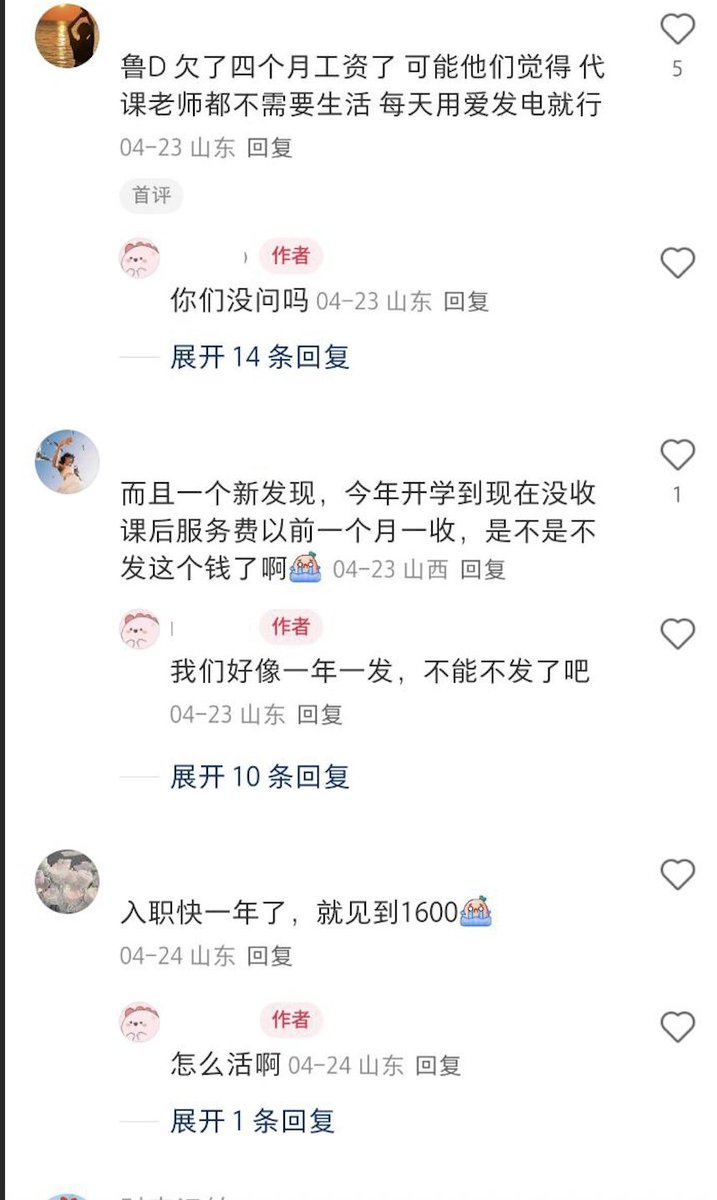 鲁D 欠了四个月工资了 可能他们觉得 代
课老师都不需要生活 每天用爱发电就行
5
04-23 山东 回复
首评
作者
你们没问吗 04-23 山东 回复
展开 14 条回复
而且一个新发现，今年开学到现在没收
课后服务费以前一个月一收，是不是不
发这个钱了啊 04-23 山西 回复
1
作者
我们好像一年一发，不能不发了吧
04-23 山东 回复
展开 10 条回复
入职快一年了，就见到1600
04-24 山东 回复
作者
怎么活啊 04-24 山东 回复
展开 1 条回复